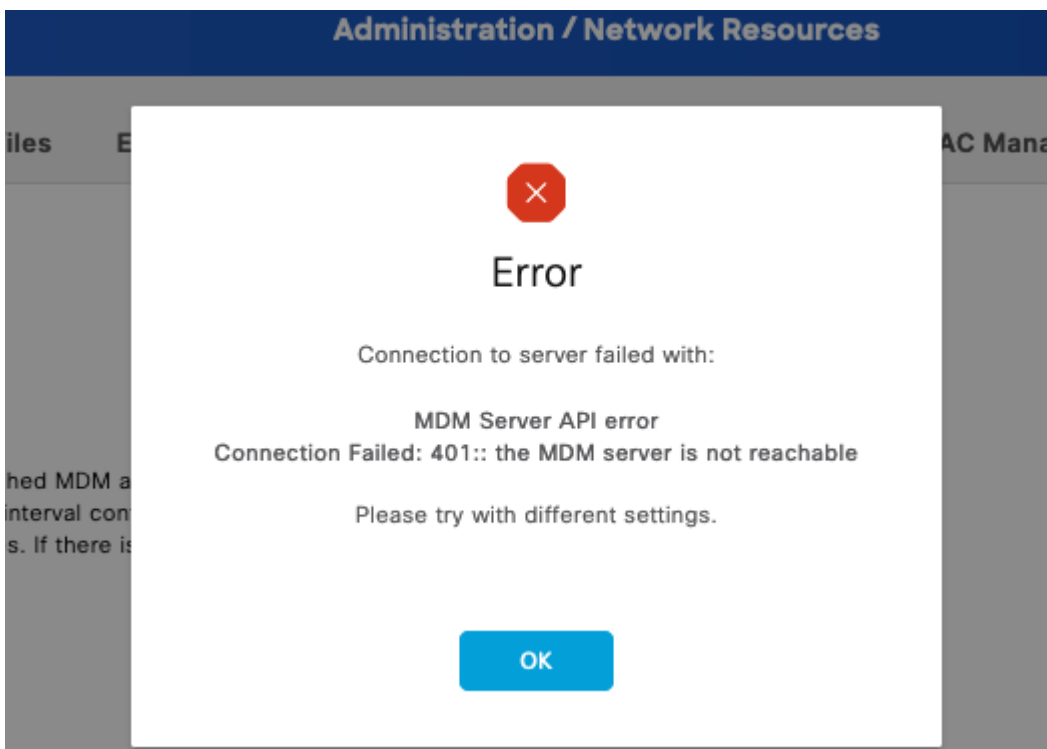 Administration / Network Resources
iles
E
AC Mana
Error
Connection to server failed with:
MDM Server API error
Connection Failed: 401:: the MDM server is not reachable
hed MDM a
interval con
s. If there is
Please try with different settings.
OK